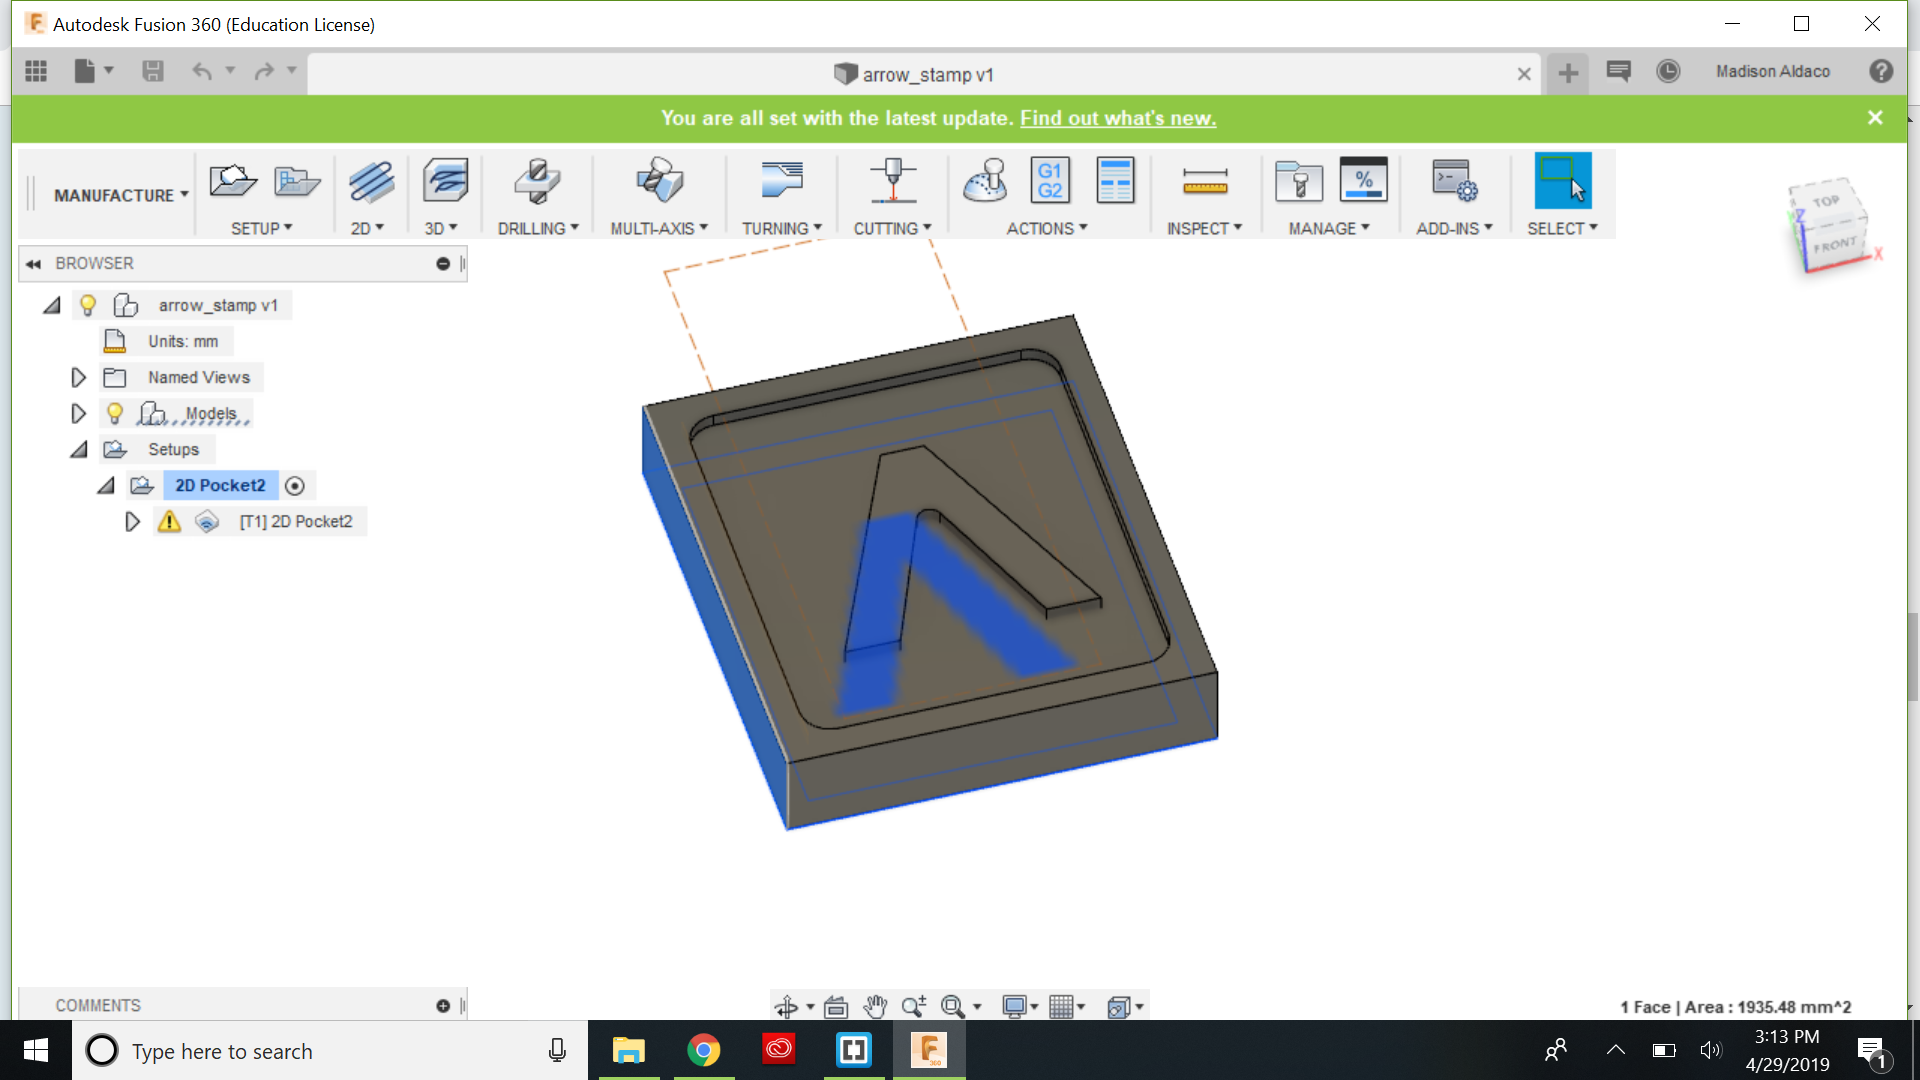 Autodesk Fusion 360 (Education License)
arrow_stamp v1
Madison Aldaco
You are all set with the latest update. Find out what's new.
MANUFACTURE
SETUP
2D
3D
DRILLING
MULTI-AXIS
TURNING
CUTTING
G1
G2
ACTIONS
INSPECT
%
MANAGE
ADD-INS
SELECT
TOP
FRONT
Z
X
BROWSER
arrow_stamp v1
Units: mm
Named Views
Models
Setups
2D Pocket2
[T1] 2D Pocket2
COMMENTS
1 Face | Area : 1935.48 mm^2
Type here to search
F
360
3:13 PM
4/29/2019
1